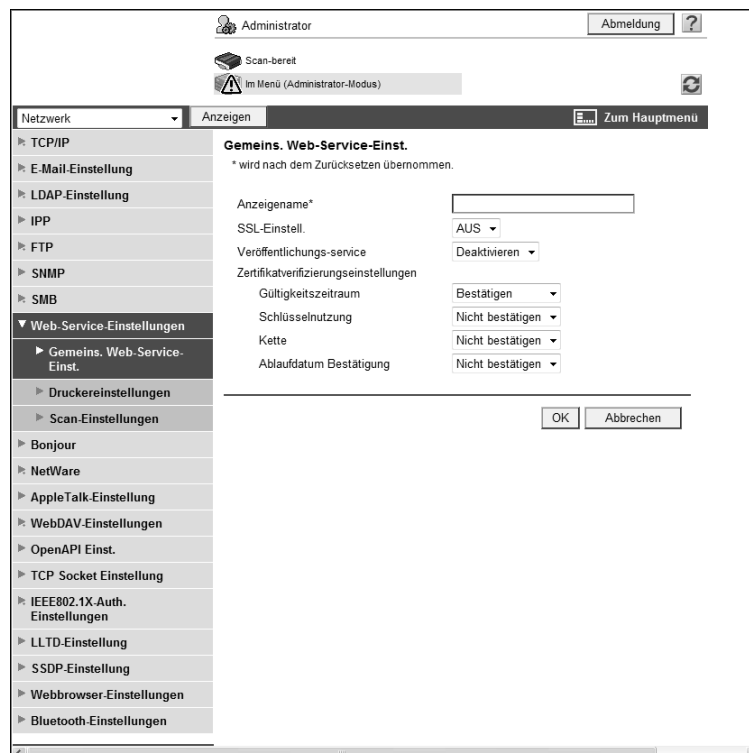 Administrator
Abmeldung
?
Scan-bereit
Im Menü (Administrator-Modus)
Netzwerk
Anzeigen
Zum Hauptmenü
TCP/IP
E-Mail-Einstellung
LDAP-Einstellung
IPP
FTP
SNMP
SMB
Web-Service-Einstellungen
Gemeins. Web-Service-
Einst.
Druckereinstellungen
Scan-Einstellungen
Bonjour
NetWare
AppleTalk-Einstellung
WebDAV-Einstellungen
OpenAPI Einst.
TCP Socket Einstellung
IEEE802.1X-Auth.
Einstellungen
LLTD-Einstellung
SSDP-Einstellung
Webbrowser-Einstellungen
Bluetooth-Einstellungen
Gemeins. Web-Service-Einst.
* wird nach dem Zurücksetzen übernommen.
Anzeigename*
SSL-Einstell. AUS
Veröffentlichungs-service Deaktivieren
Zertifikatverifizierungseinstellungen
Gültigkeitszeitraum Bestätigen
Schlüsselnutzung Nicht bestätigen
Kette Nicht bestätigen
Ablaufdatum Bestätigung Nicht bestätigen
OK Abbrechen